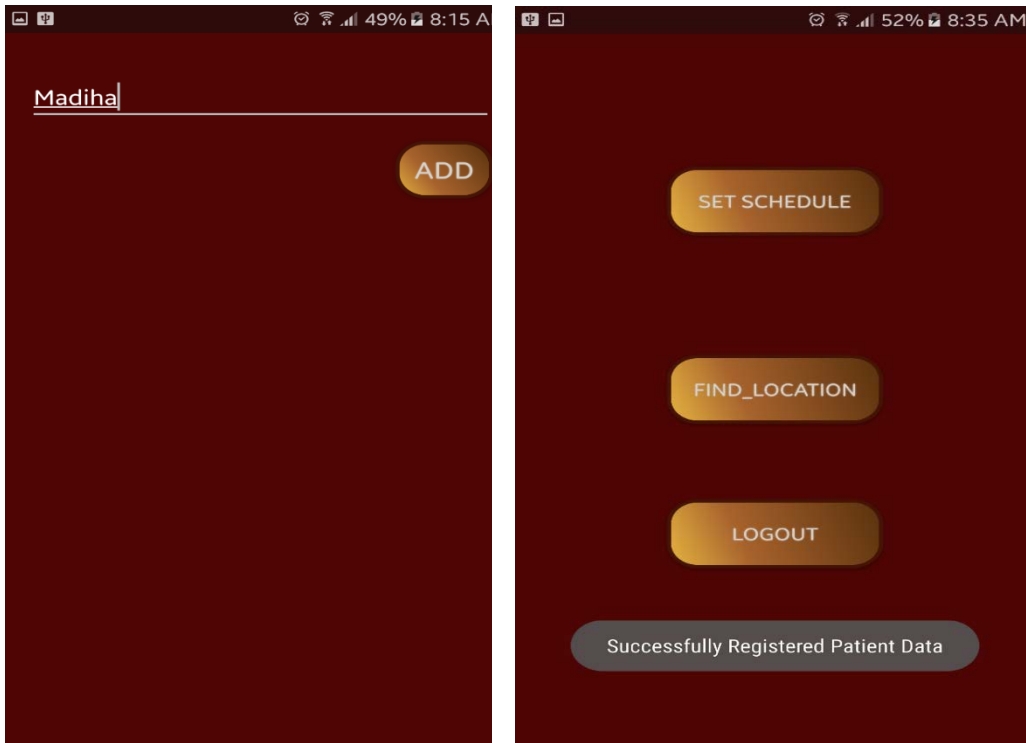 49% 8:15 A
Madiha
ADD
52% 8:35 AM
SET SCHEDULE
FIND_LOCATION
LOGOUT
Successfully Registered Patient Data